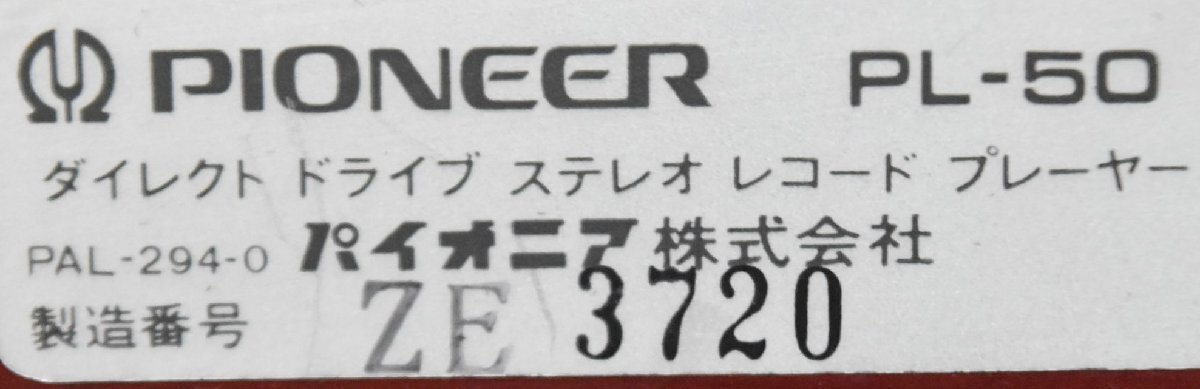 PIONEER PL-50
ダイレクト ドライブ ステレオ レコード プレーヤー
PAL-294-0 パイオニア株式会社
製造番号 ZE 3720